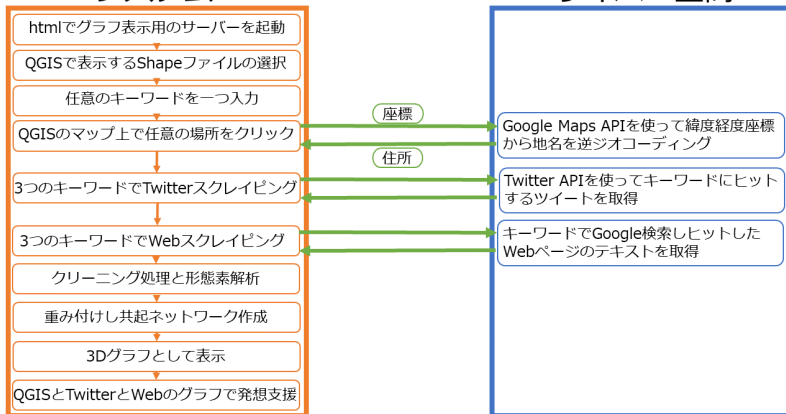 htmlでグラフ表示用のサーバーを起動
QGISで表示するShapeファイルの選択
任意のキーワードを一つ入力
QGISのマップ上で任意の場所をクリック
3つのキーワードでTwitterスクレイピング
3つのキーワードでWebスクレイピング
クリーニング処理と形態素解析
重み付けし共起ネットワーク作成
3Dグラフとして表示
QGISとTwitterとWebのグラフで発想支援
座標
住所
Google Maps APIを使って緯度経度座標
から地名を逆ジオコーディング
Twitter APIを使ってキーワードにヒット
するツイートを取得
キーワードでGoogle検索しヒットした
Webページのテキストを取得